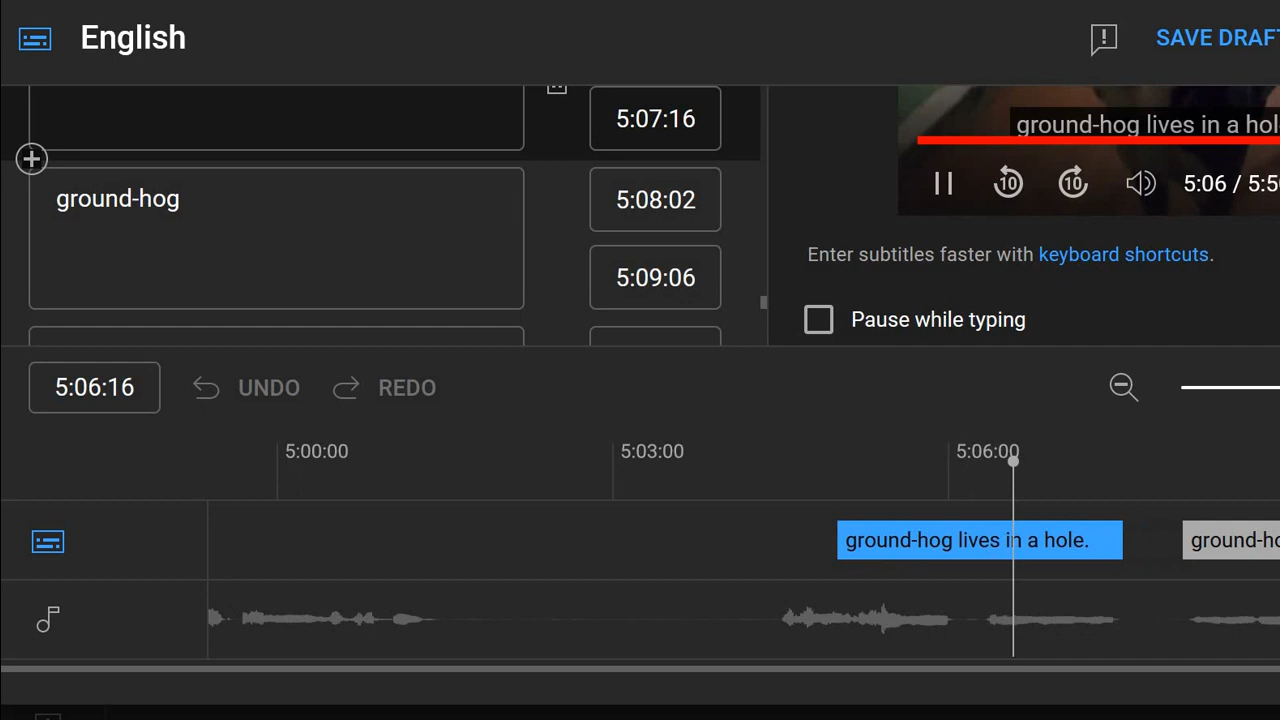 English
SAVE DRAFT
5:07:16
ground-hog
5:08:02
5:09:06
ground-hog lives in a hol
10
10
5:06 / 5:5
Enter subtitles faster with keyboard shortcuts.
Pause while typing
5:06:16
UNDO
REDO
5:00:00
5:03:00
5:06:00
ground-hog lives in a hole.
ground-ho